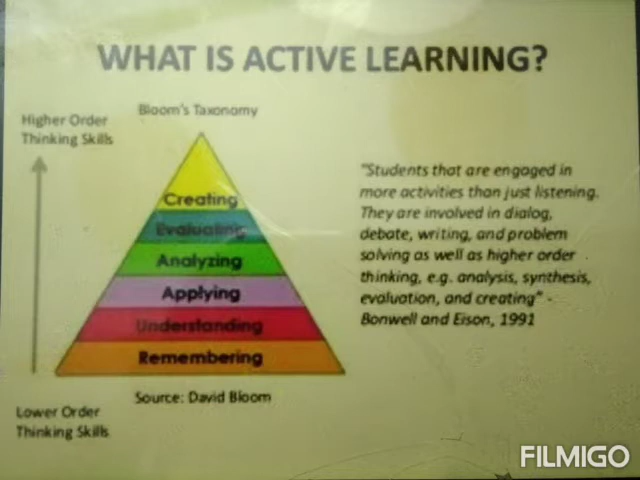 WHAT IS ACTIVE LEARNING?
Bloom's Taxonomy
Higher Order
Thinking Skills
Creating
Evaluating
Analyzing
Applying
Understanding
Remembering
Source: David Bloom
Lower Order
Thinking Skills
"Students that are engaged in
more activities than just listening.
They are involved in dialog,
debate, writing, and problem
solving as well as higher order
thinking, e.g. analysis, synthesis,
evaluation, and creating" -
Bonwell and Eison, 1991
FILMIGO